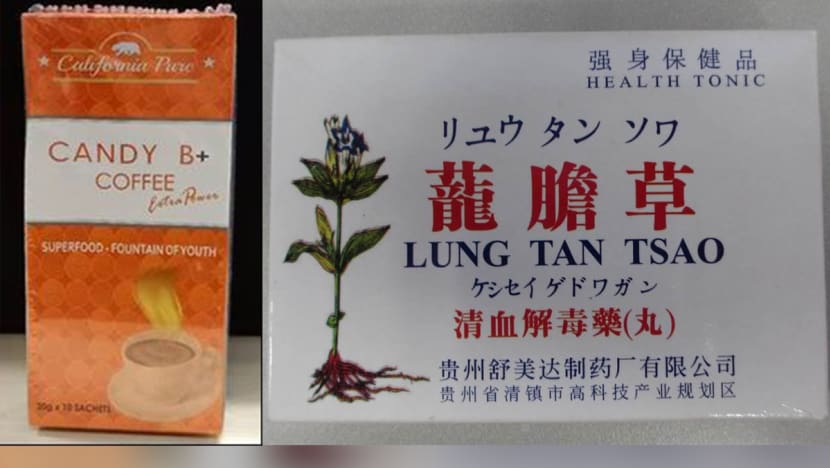 California Pure
CANDY B+
COFFEE
Extra Power
SUPERFOOD - FOUNTAIN OF YOUTH
20g x 10 SACHETS
强身保健品
HEALTH TONIC
リュウ タン ソワ
蘢膽草
LUNG TAN TSAO
ケシセイゲドワガン
清血解毒藥(丸)
贵州舒美达制药厂有限公司
贵州省清镇市高科技产业规划区